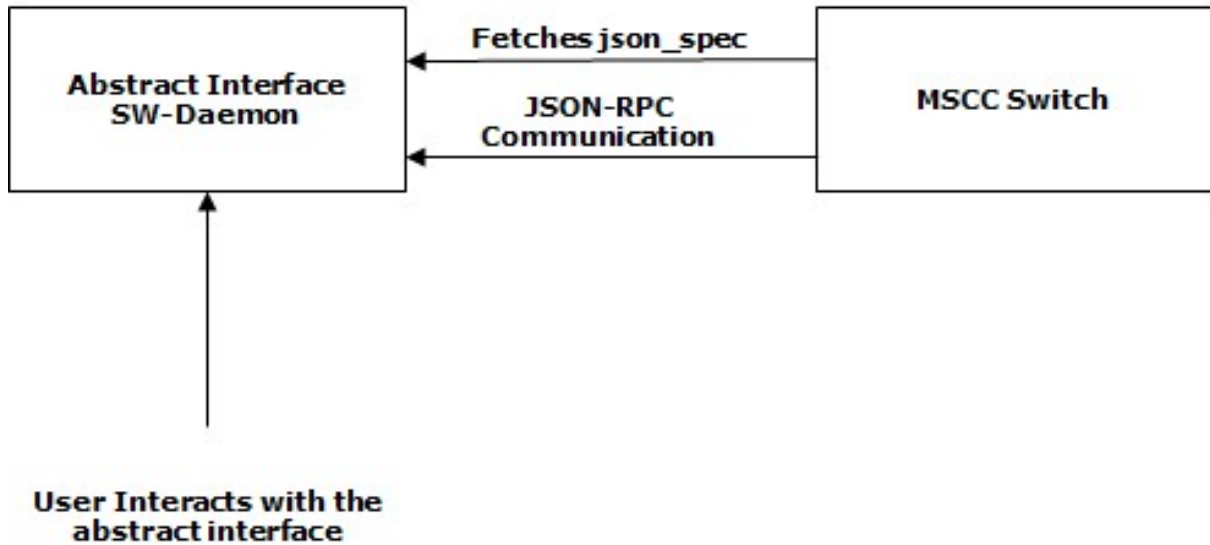 Fetches json_spec
Abstract Interface
SW-Daemon
MSCC Switch
JSON-RPC
Communication
User Interacts with the
abstract interface